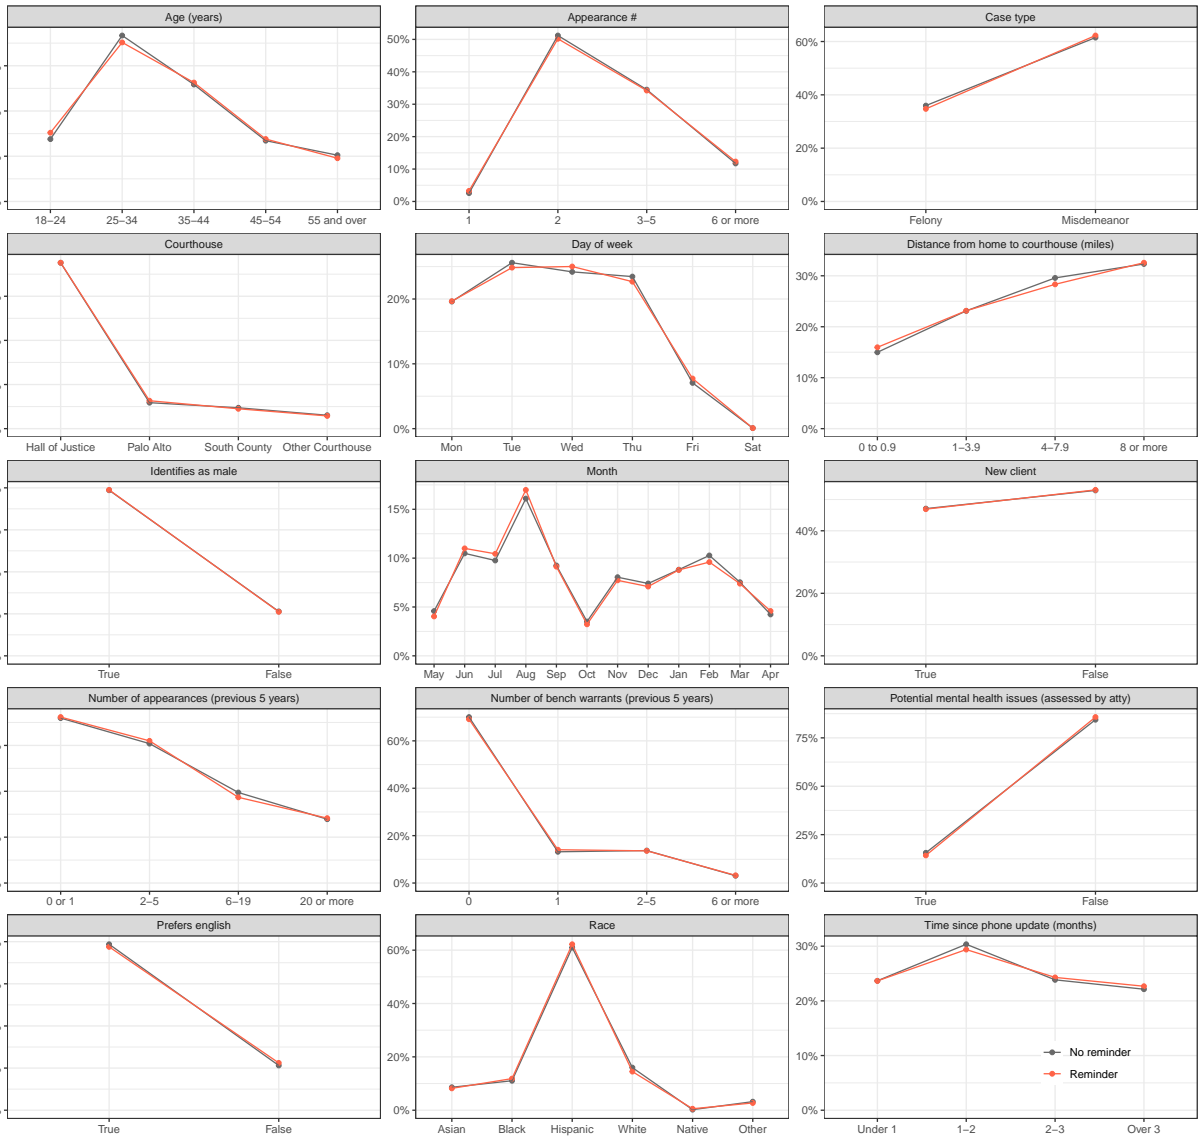 Age (years)
18–24 25–34 35–44 45–54 55 and over
Appearance #
50%
40%
30%
20%
10%
0%
1 2 3–5 6 or more
Case type
60%
40%
20%
0%
Felony Misdemeanor
Courthouse
Hall of Justice Palo Alto South County Other Courthouse
Day of week
20%
10%
0%
Mon Tue Wed Thu Fri Sat
Distance from home to courthouse (miles)
30%
20%
10%
0%
0 to 0.9 1–3.9 4–7.9 8 or more
Identifies as male
True False
Month
15%
10%
5%
0%
May Jun Jul Aug Sep Oct Nov Dec Jan Feb Mar Apr
New client
40%
20%
0%
True False
Number of appearances (previous 5 years)
0 or 1 2–5 6–19 20 or more
Number of bench warrants (previous 5 years)
60%
40%
20%
0%
0 1 2–5 6 or more
Potential mental health issues (assessed by atty)
75%
50%
25%
0%
True False
Prefers english
True False
Race
60%
40%
20%
0%
Asian Black Hispanic White Native Other
Time since phone update (months)
30%
20%
10%
0%
No reminder
Reminder
Under 1 1–2 2–3 Over 3